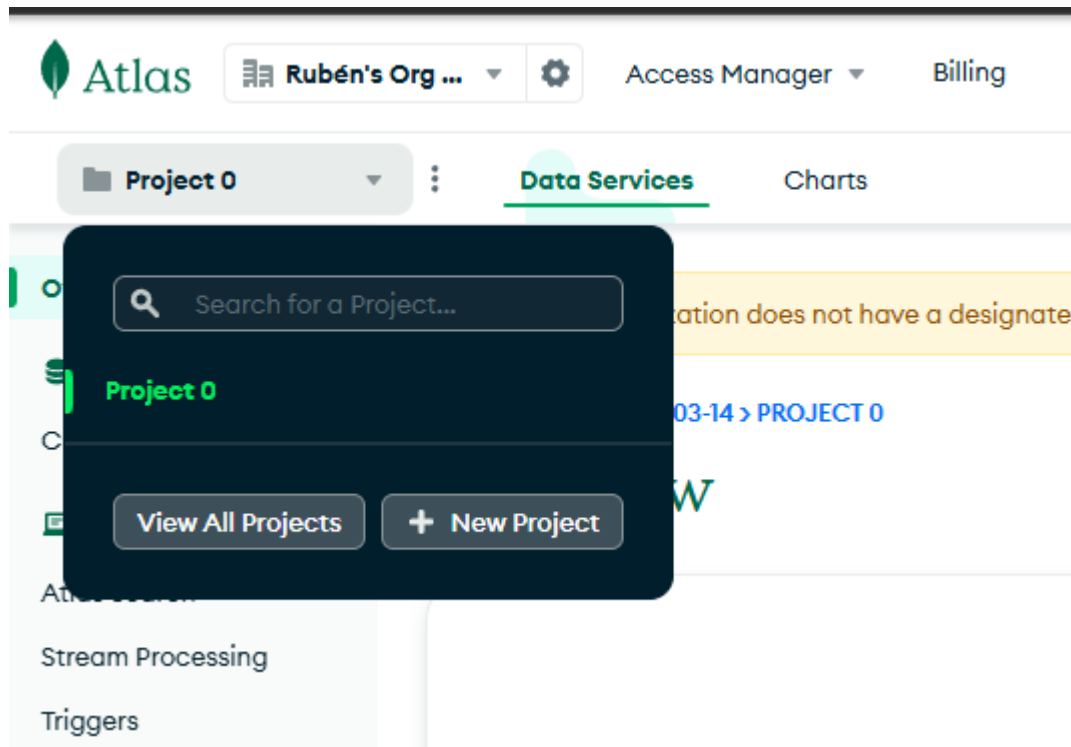 Atlas
Rubén's Org ...
Access Manager
Billing
Project 0
Data Services
Charts
Search for a Project...
does not have a designate
Project 0
03-14 > PROJECT 0
View All Projects
+ New Project
Stream Processing
Triggers